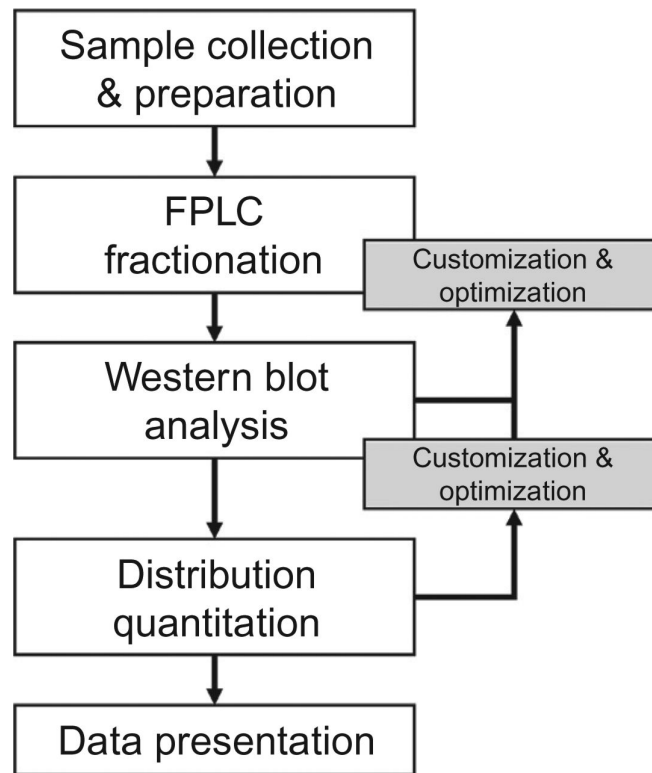 Sample collection
& preparation
FPLC
fractionation
Customization &
optimization
Western blot
analysis
Customization &
optimization
Distribution
quantitation
Data presentation